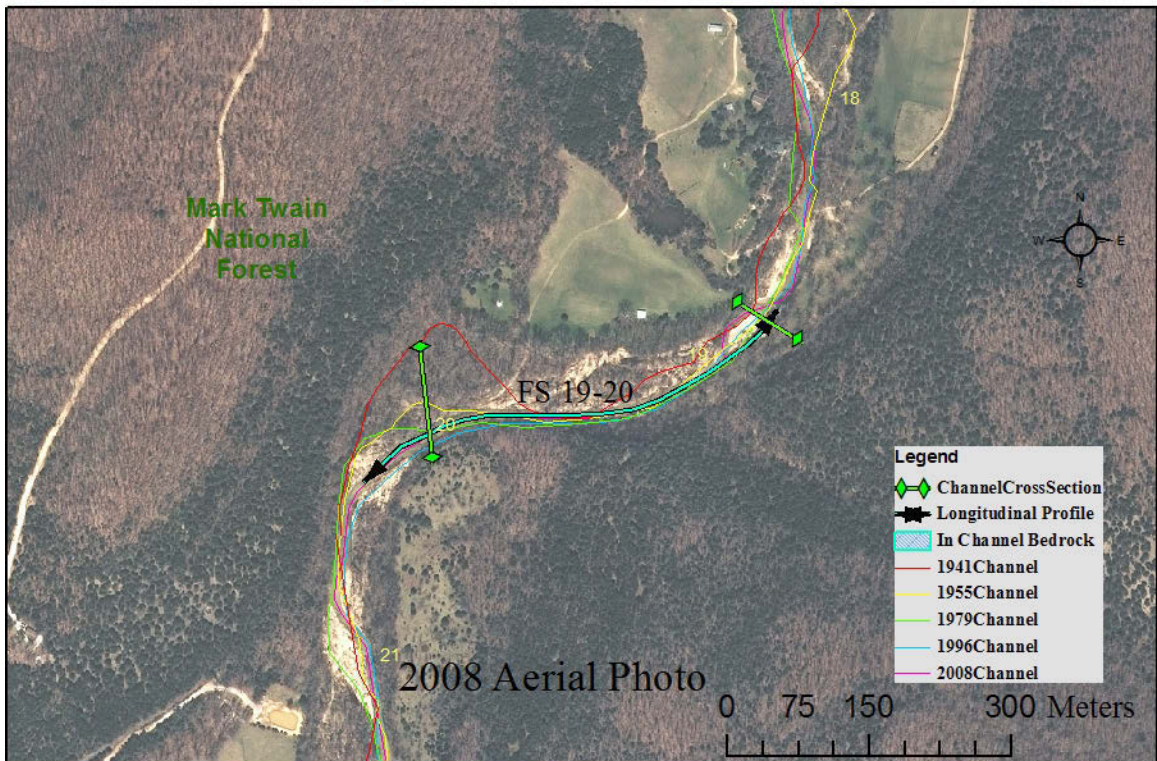 18
Mark Twain
National
Forest
N
W E
S
19
FS 19-20
20
Legend
ChannelCrossSection
Longitudinal Profile
In Channel Bedrock
1941Channel
1955Channel
1979Channel
1996Channel
2008Channel
21
2008 Aerial Photo
0 75 150 300 Meters